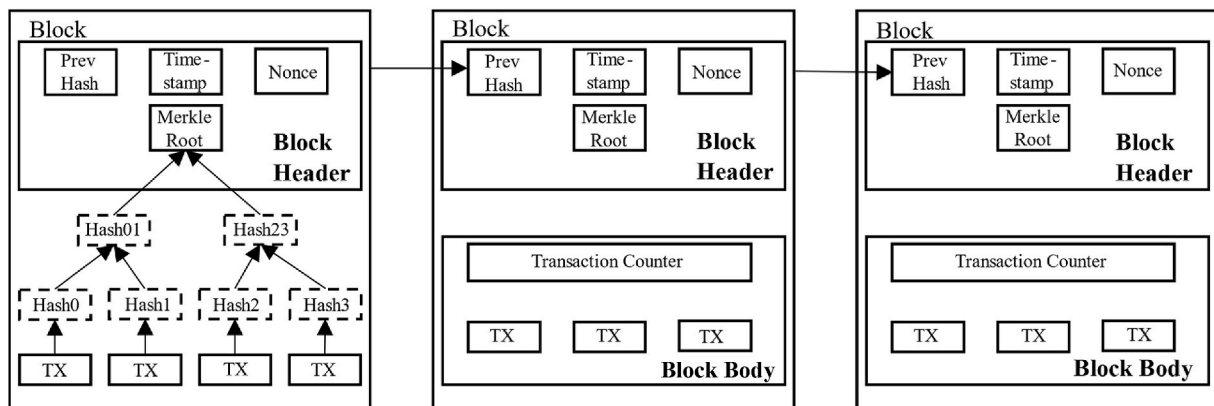 Block
Prev
Hash
Time-
stamp
Nonce
Merkle
Root
Block
Header
Hash01
Hash23
Hash0
Hash1
Hash2
Hash3
TX
TX
TX
TX
Block
Prev
Hash
Time-
stamp
Nonce
Merkle
Root
Block
Header
Transaction Counter
TX
TX
TX
Block Body
Block
Prev
Hash
Time-
stamp
Nonce
Merkle
Root
Block
Header
Transaction Counter
TX
TX
TX
Block Body